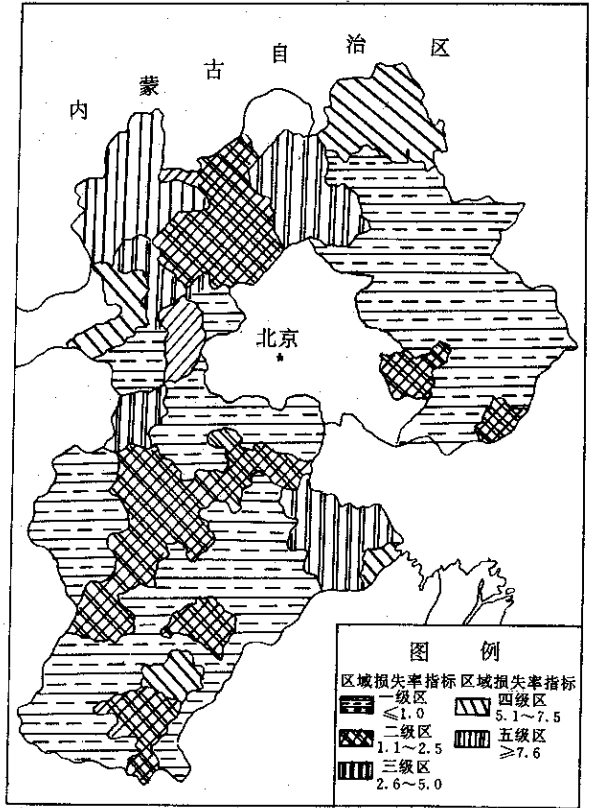 内蒙古自治区
北京
图 例
区域损失率指标 区域损失率指标
一级区 ≤1.0
四级区 5.1~7.5
二级区 1.1~2.5
五级区 ≥7.6
三级区 2.6~5.0